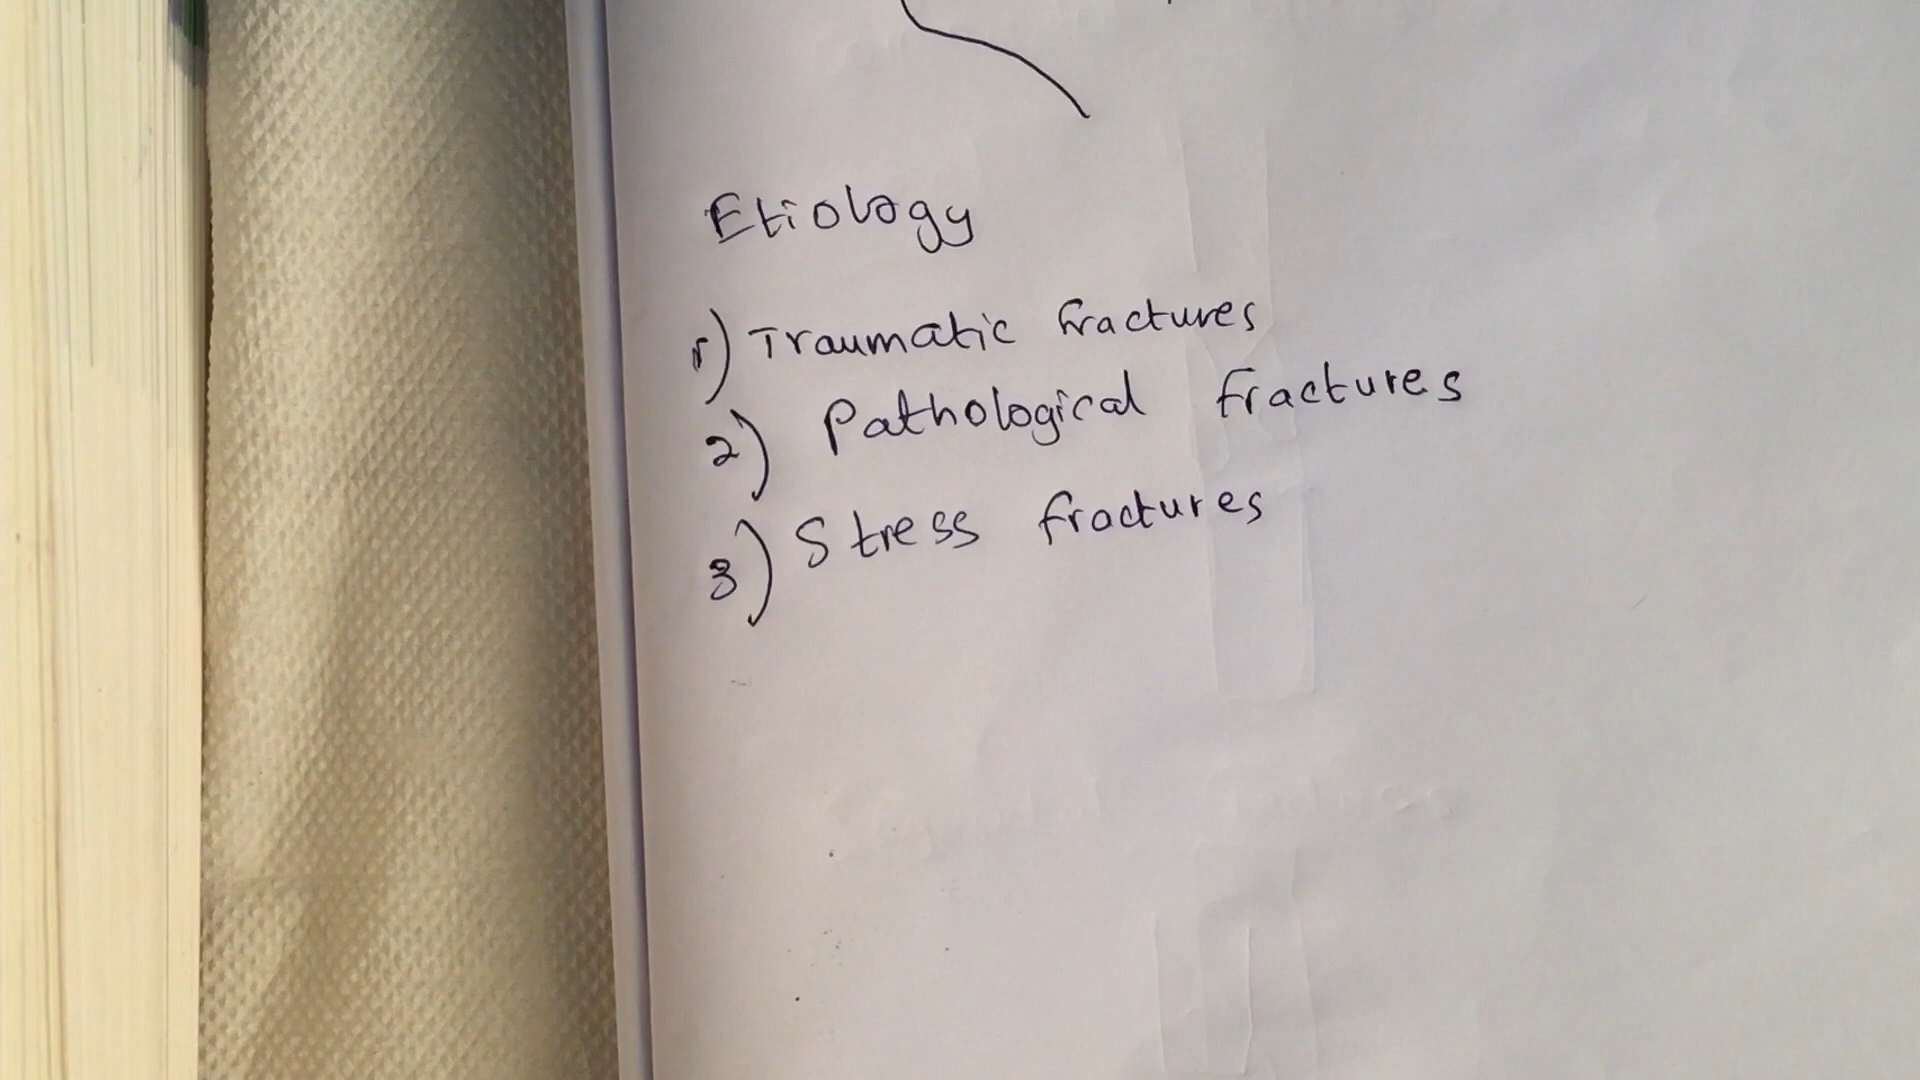 Etiology
1) Traumatic fractures
2) Pathological fractures
3) Stress fractures